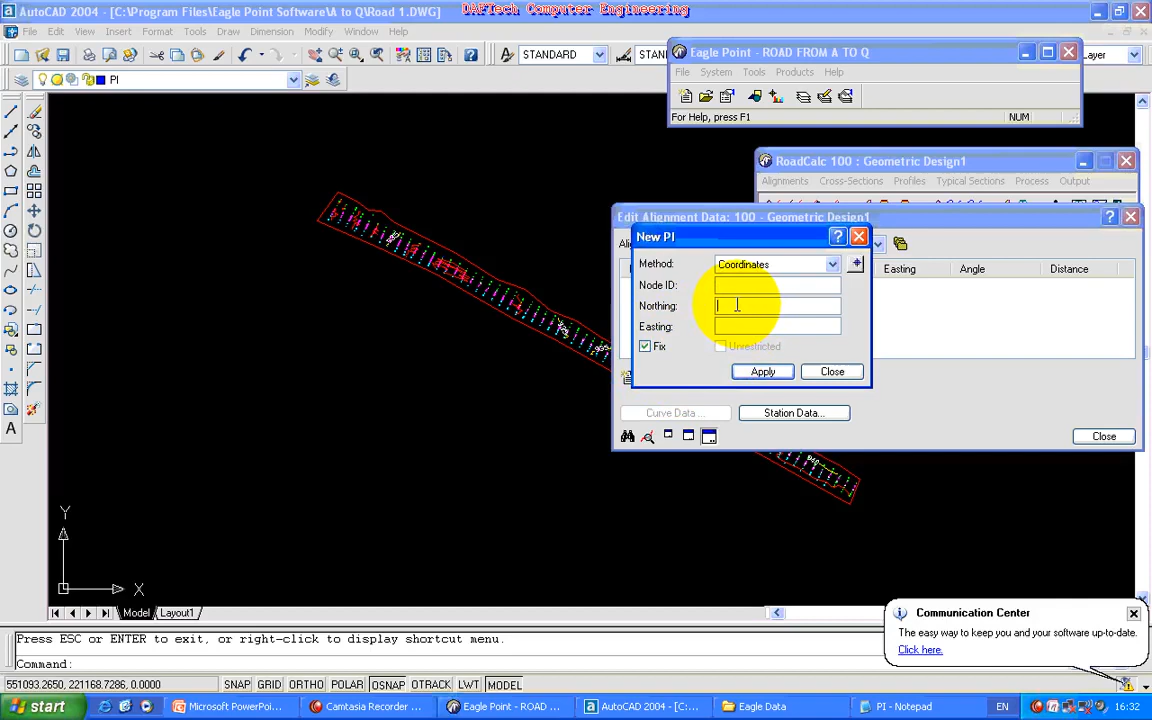 AutoCAD 2004 - [C:\Program Files\Eagle Point Software\A to Q\Road 1.DWG]
DAFTech Computer Engineering
File Edit View Insert Format Tools Draw Dimension Modify Window Help
STANDARD
STAN
Layer
PI
Eagle Point - ROAD FROM A TO Q
File System Tools Products Help
For Help, press F1
NUM
RoadCalc 100 : Geometric Design1
Alignments Cross-Sections Profiles Typical Sections Process Output
Edit Alignment Data: 100 - Geometric Design1
New PI
Method: Coordinates
Node ID:
Northing:
Easting:
Fix
Unrestricted
Apply
Close
Easting
Angle
Distance
Curve Data ...
Station Data...
Close
Y
X
Model
Layout1
Press ESC or ENTER to exit, or right-click to display shortcut menu.
Command:
Communication Center
The easy way to keep you and your software up-to-date.
Click here.
551093.2650, 221168.7286, 0.0000
SNAP GRID ORTHO POLAR OSNAP OTRACK LWT MODEL
start
Microsoft PowerPoi...
Camtasia Recorder ...
Eagle Point - ROAD ...
AutoCAD 2004 - [C:...
Eagle Data
PI - Notepad
EN
16:32